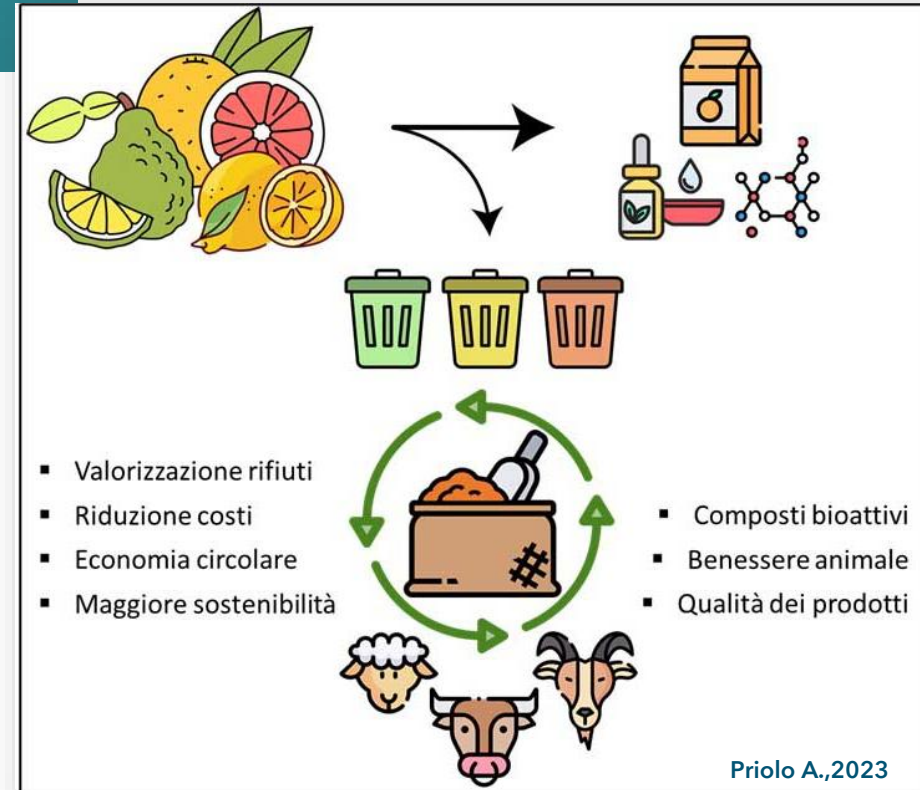 ▪ Valorizzazione rifiuti
▪ Riduzione costi
▪ Economia circolare
▪ Maggiore sostenibilità
▪ Composti bioattivi
▪ Benessere animale
▪ Qualità dei prodotti
Priolo A.,2023